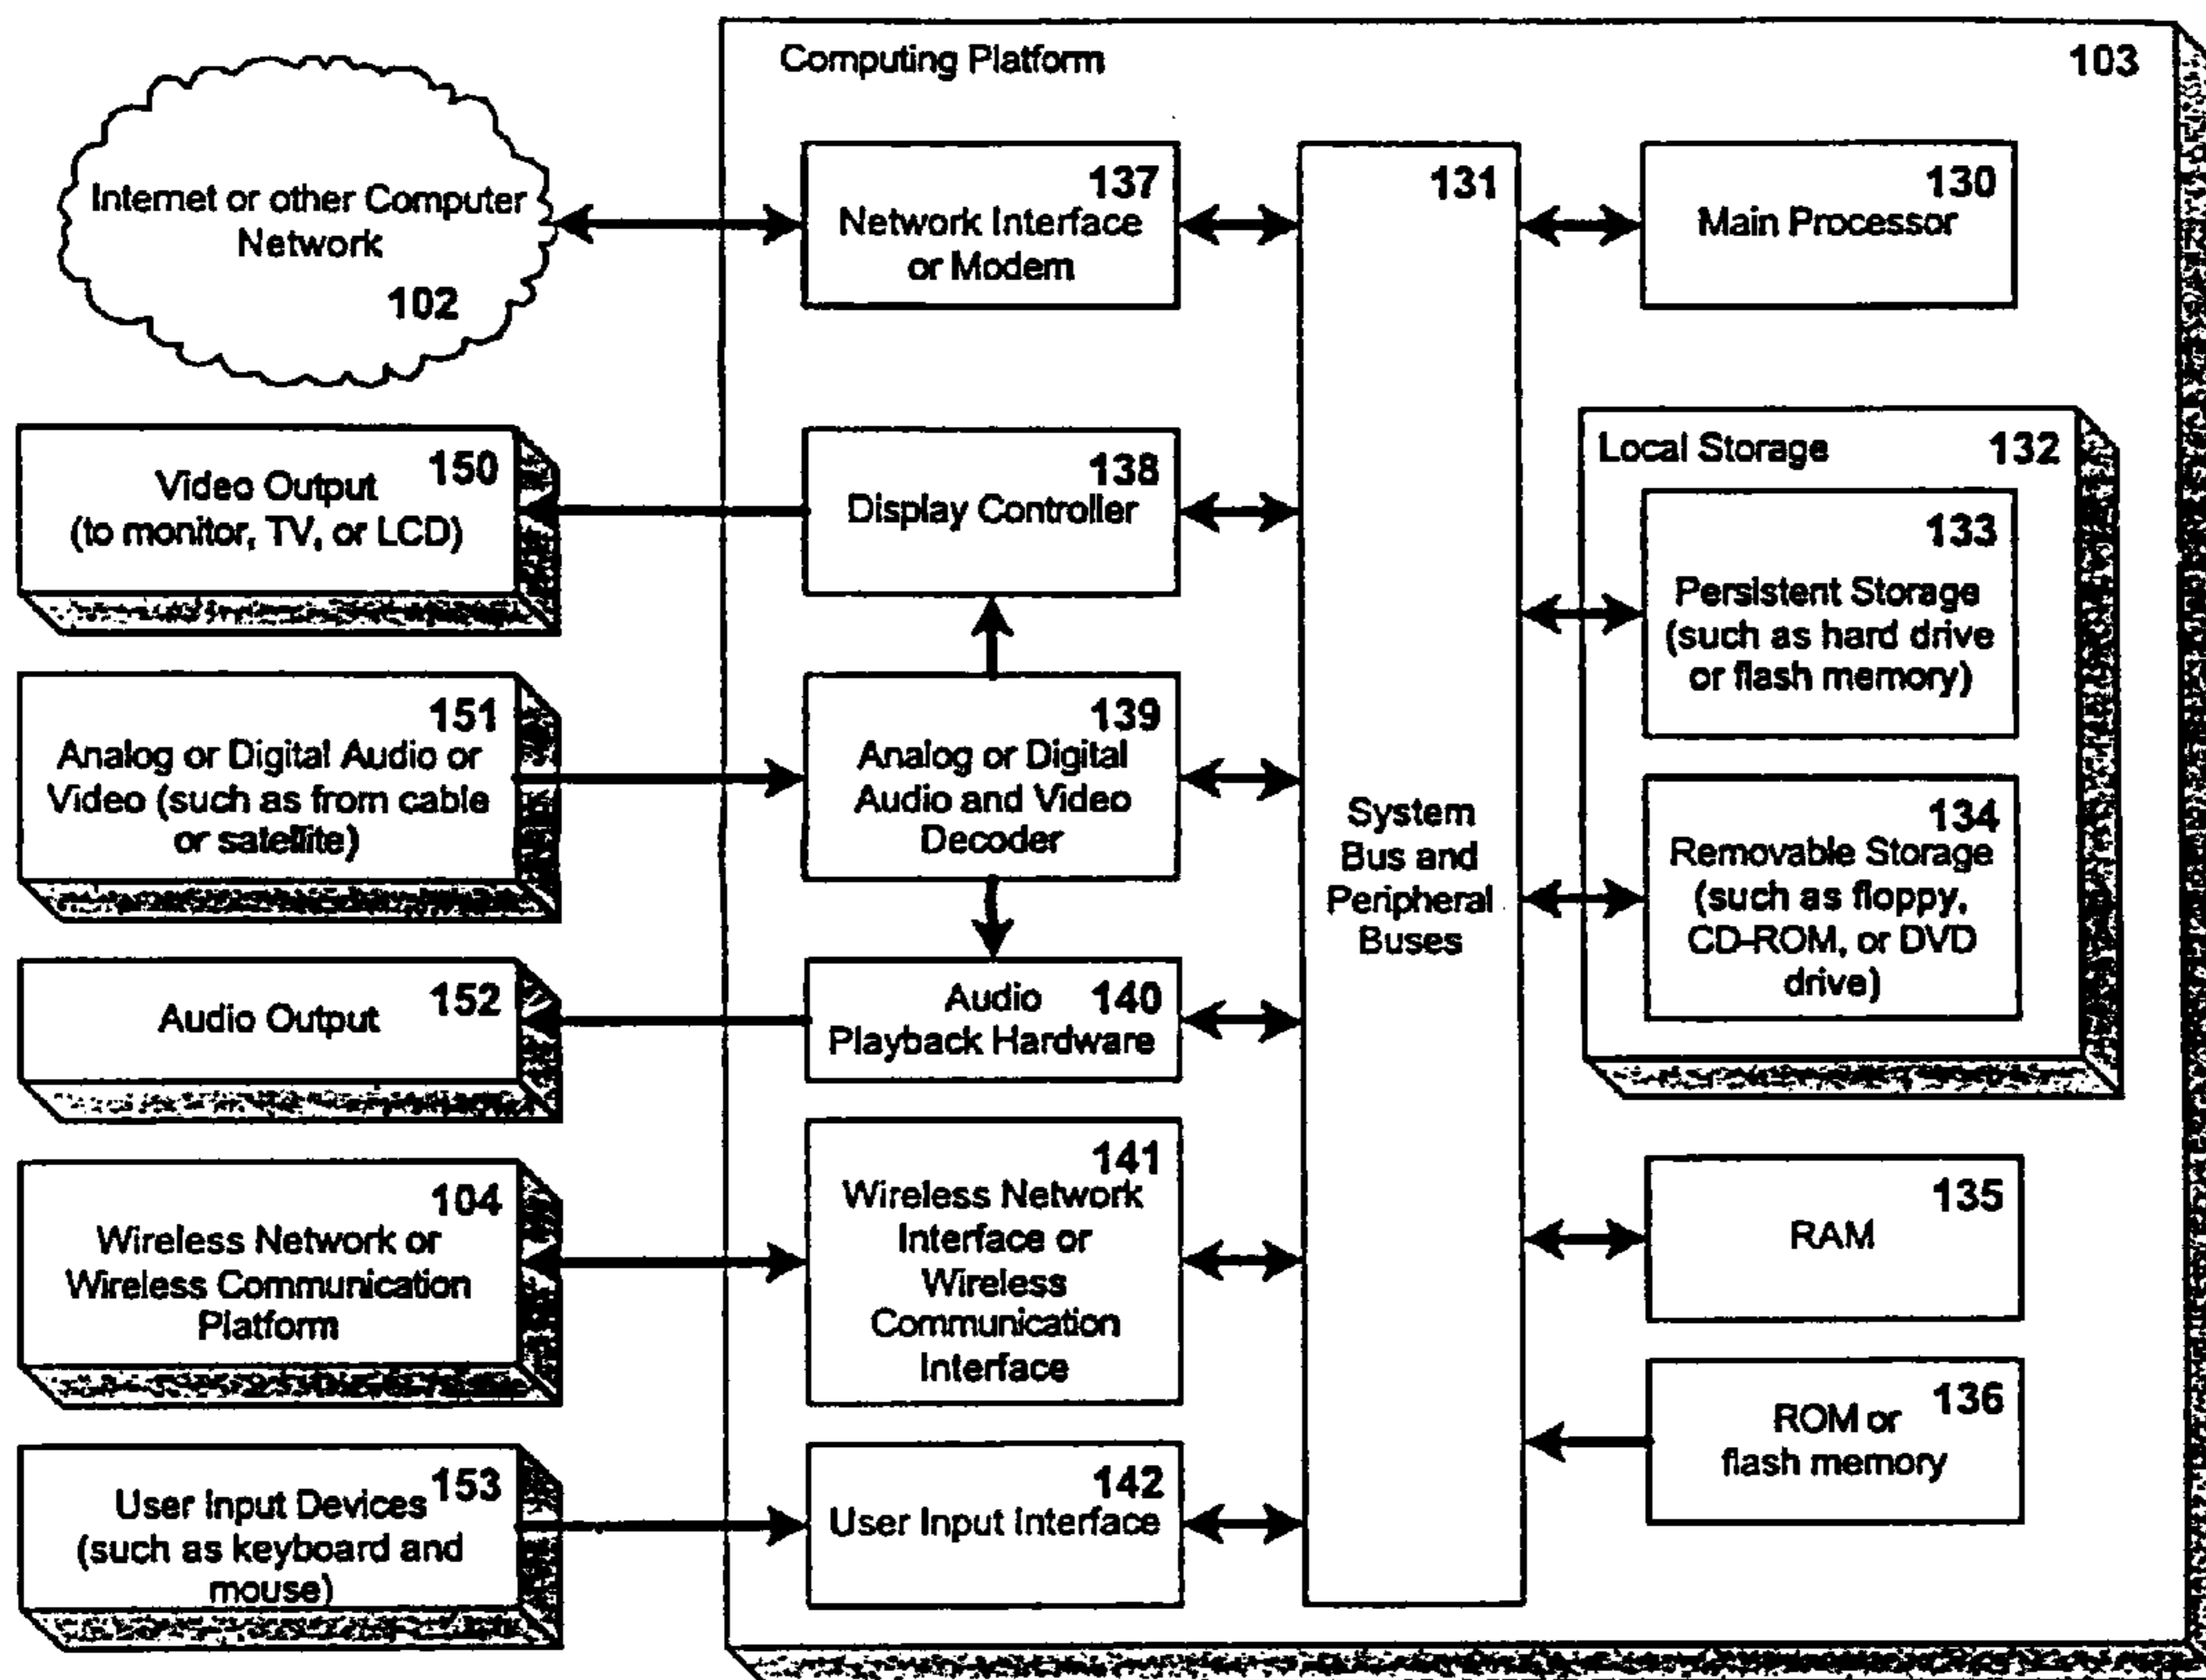 Computing Platform 103
Internet or other Computer
Network
102
137
Network Interface
or Modem
131
System
Bus and
Peripheral
Buses
130
Main Processor
150
Video Output
(to monitor, TV, or LCD)
138
Display Controller
Local Storage 132
133
Persistent Storage
(such as hard drive
or flash memory)
151
Analog or Digital Audio or
Video (such as from cable
or satellite)
139
Analog or Digital
Audio and Video
Decoder
134
Removable Storage
(such as floppy,
CD-ROM, or DVD
drive)
152
Audio Output
Audio 140
Playback Hardware
104
Wireless Network or
Wireless Communication
Platform
141
Wireless Network
Interface or
Wireless
Communication
Interface
135
RAM
136
ROM or
flash memory
153
User Input Devices
(such as keyboard and
mouse)
142
User Input Interface